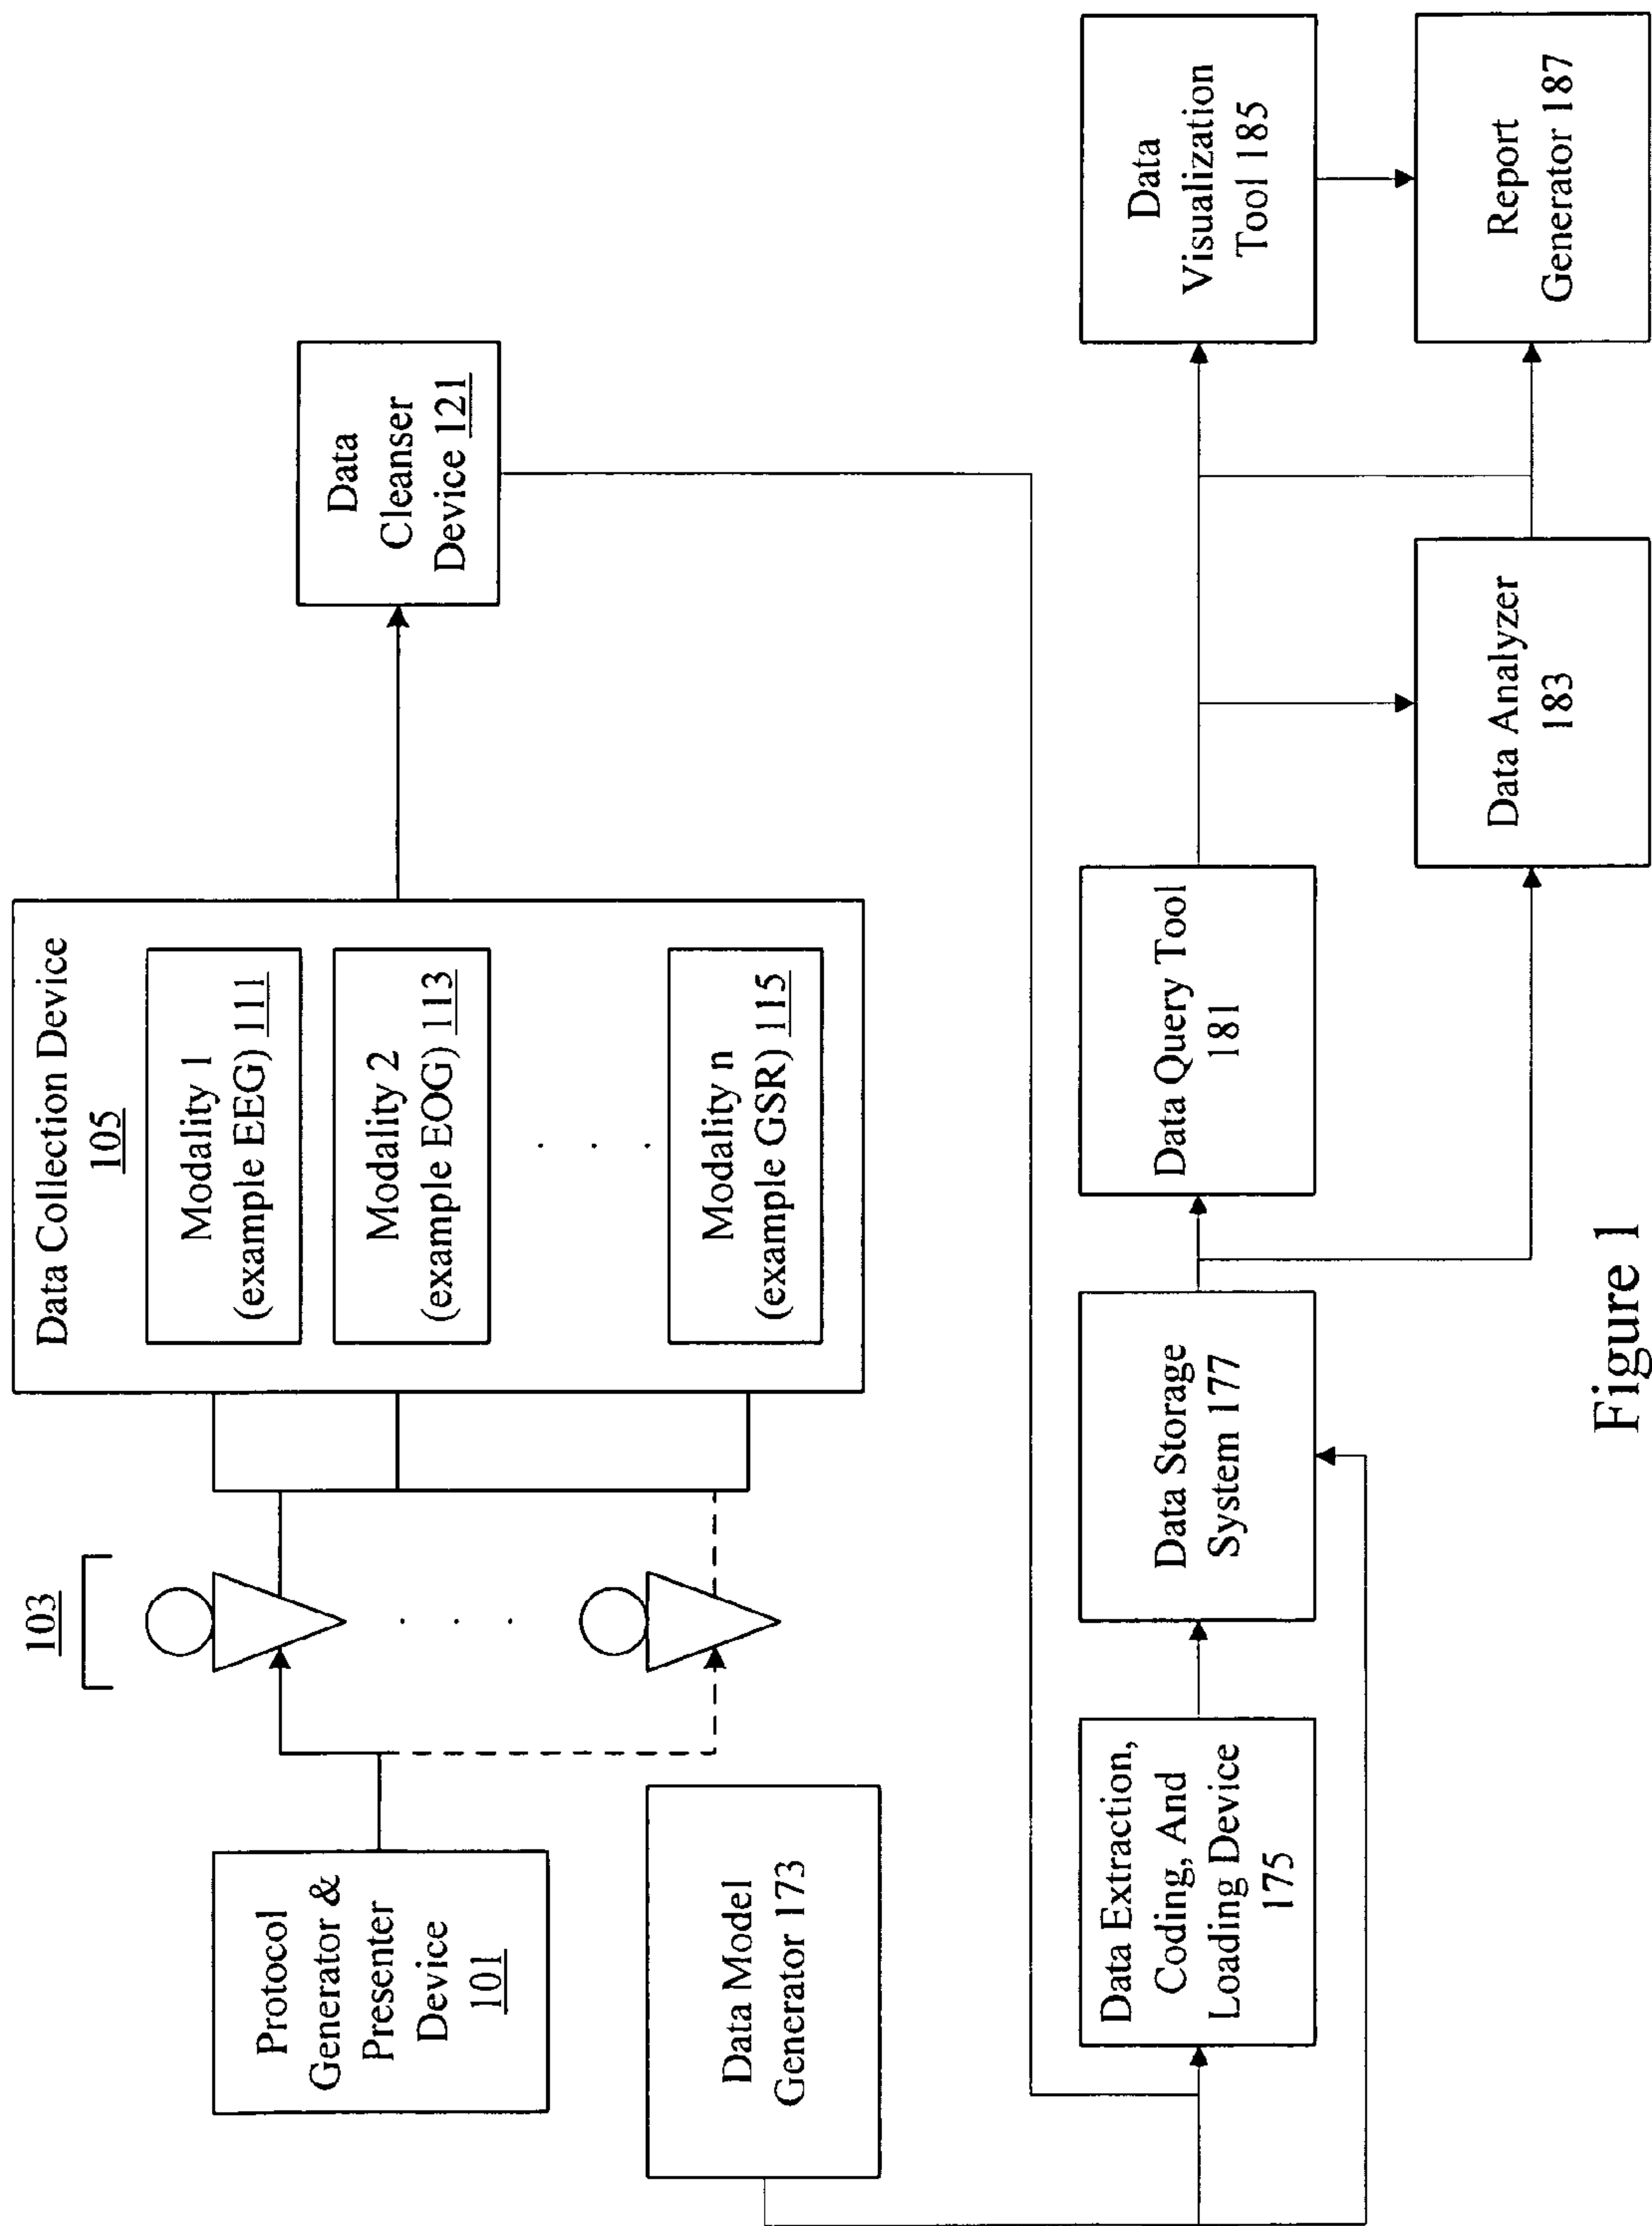 103
Protocol
Generator &
Presenter
Device
101
Data Collection Device
105
Modality 1
(example EEG) 111
Modality 2
(example EOG) 113
. . .
Modality n
(example GSR) 115
. . .
Data
Cleanser
Device 121
Data Model
Generator 173
Data Extraction,
Coding, And
Loading Device
175
Data Storage
System 177
Data Query Tool
181
Data Analyzer
183
Data
Visualization
Tool 185
Report
Generator 187
Figure 1